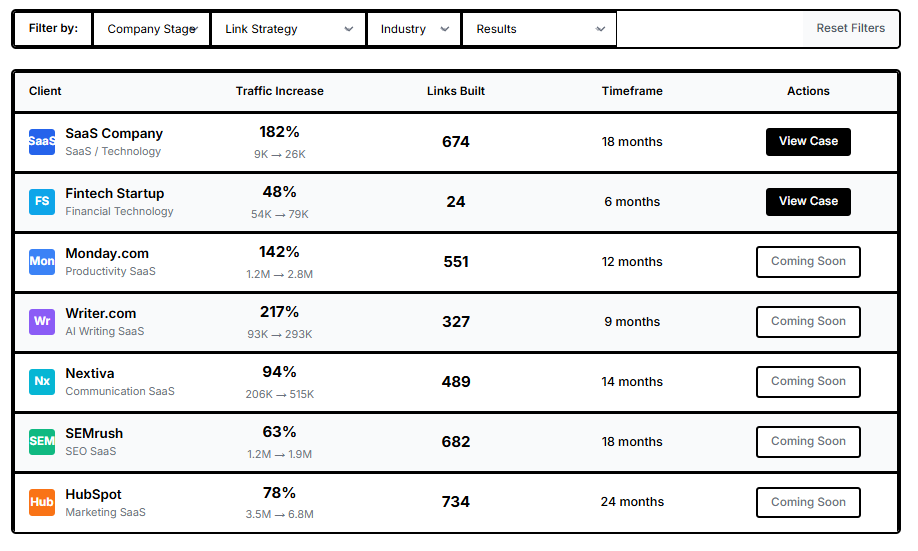 Filter by: Company Stage Link Strategy Industry Results Reset Filters
Client Traffic Increase Links Built Timeframe Actions
SaaS SaaS Company 182% 674 18 months View Case
SaaS / Technology 9K → 26K
FS Fintech Startup 48% 24 6 months View Case
Financial Technology 54K → 79K
Mon Monday.com 142% 551 12 months Coming Soon
Productivity SaaS 1.2M → 2.8M
Wr Writer.com 217% 327 9 months Coming Soon
AI Writing SaaS 93K → 293K
Nx Nextiva 94% 489 14 months Coming Soon
Communication SaaS 206K → 515K
SEM SEMrush 63% 682 18 months Coming Soon
SEO SaaS 1.2M → 1.9M
Hub HubSpot 78% 734 24 months Coming Soon
Marketing SaaS 3.5M → 6.8M